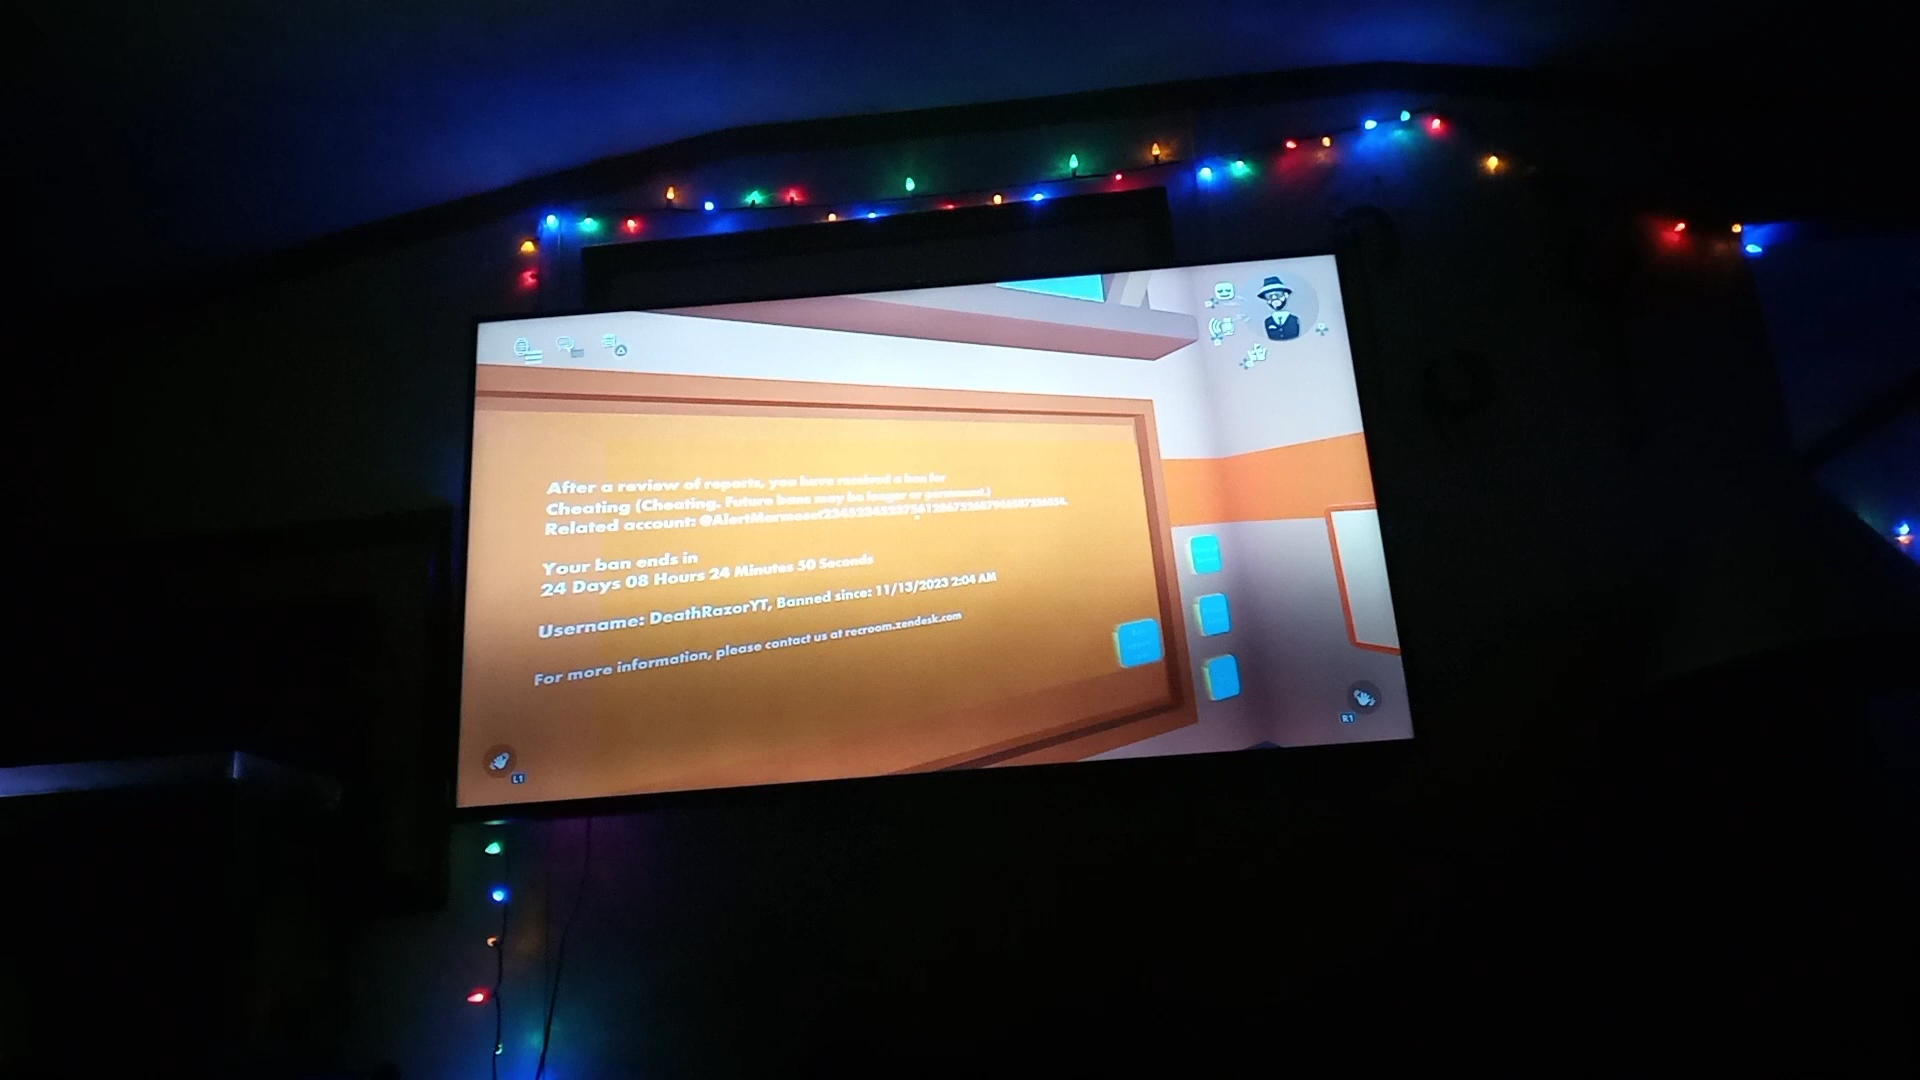 After a review of reports, you have received a ban for
Cheating (Cheating. Future bans may be longer or permanent.)
Related account:
Your ban ends in
24 Days 08 Hours 24 Minutes 50 Seconds
Username: DeathRazorYT, Banned since: 11/13/2023 2:04 AM
For more information, please contact us at recroom.zendesk.com
L1
R1